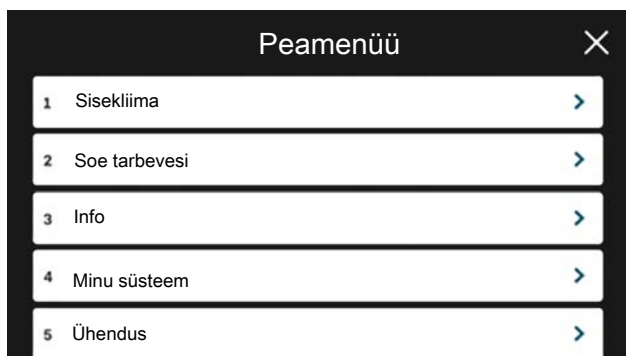 Peamenüü
1 Sisekliima
2 Soe tarbevesi
3 Info
4 Minu süsteem
5 Ühendus